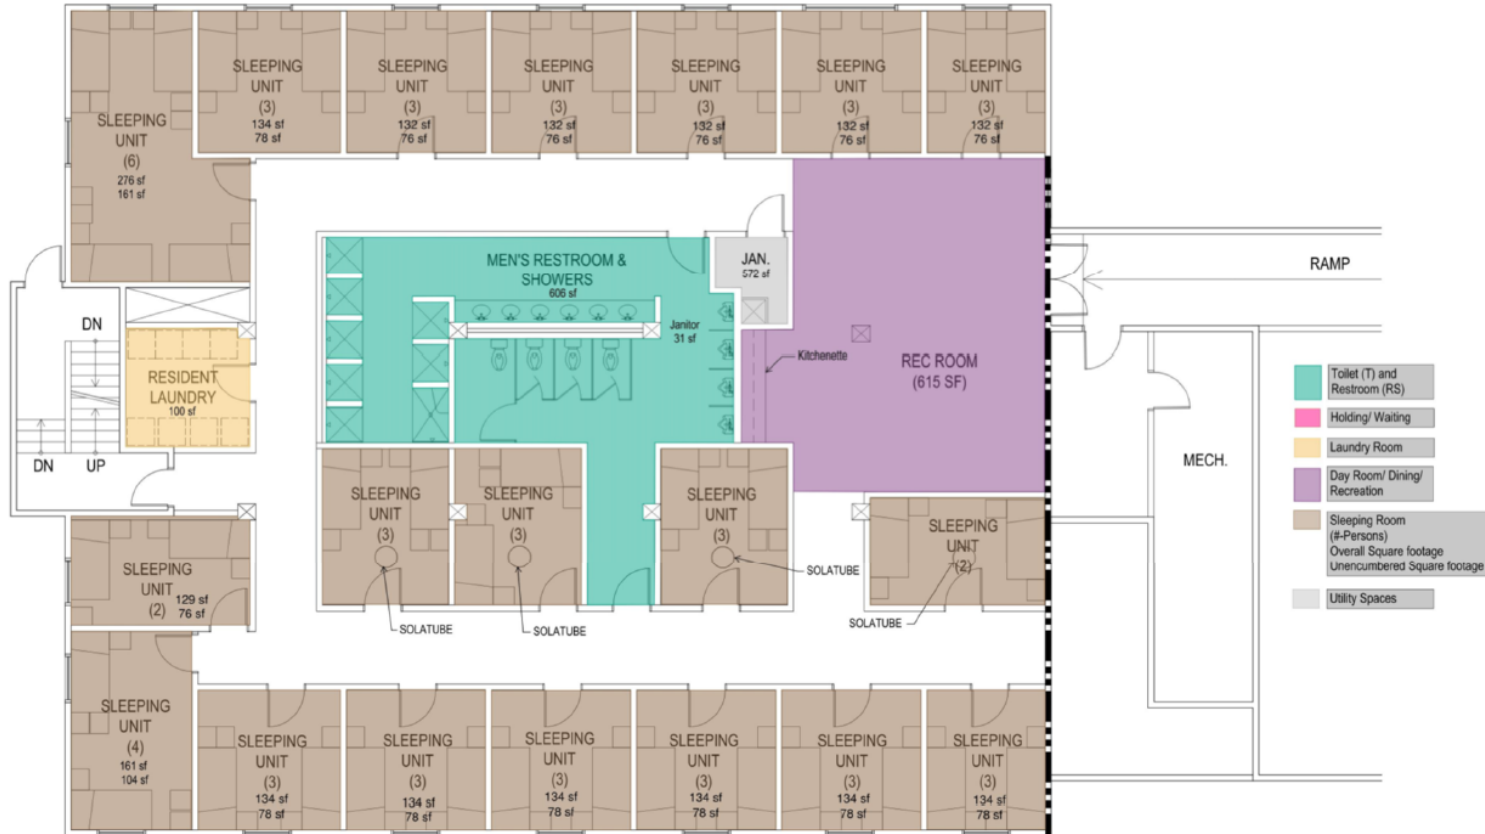 SLEEPING
UNIT
(6)
276 sf
161 sf
SLEEPING
UNIT
(3)
134 sf
78 sf
SLEEPING
UNIT
(3)
132 sf
76 sf
SLEEPING
UNIT
(3)
132 sf
76 sf
SLEEPING
UNIT
(3)
132 sf
76 sf
SLEEPING
UNIT
(3)
132 sf
76 sf
SLEEPING
UNIT
(3)
132 sf
76 sf
MEN'S RESTROOM &
SHOWERS
606 sf
JAN.
572 sf
Janitor
31 sf
Kitchenette
REC ROOM
(615 SF)
RAMP
DN
DN
UP
RESIDENT
LAUNDRY
100 sf
MECH.
Toilet (T) and
Restroom (RS)
Holding/ Waiting
Laundry Room
Day Room/ Dining/
Recreation
Sleeping Room
(#-Persons)
Overall Square footage
Unencumbered Square footage
Utility Spaces
SLEEPING
UNIT
(3)
SOLATUBE
SLEEPING
UNIT
(3)
SOLATUBE
SLEEPING
UNIT
(3)
SOLATUBE
SLEEPING
UNIT
(2)
SOLATUBE
SLEEPING
UNIT
(2)
129 sf
76 sf
SLEEPING
UNIT
(4)
161 sf
104 sf
SLEEPING
UNIT
(3)
134 sf
78 sf
SLEEPING
UNIT
(3)
134 sf
78 sf
SLEEPING
UNIT
(3)
134 sf
78 sf
SLEEPING
UNIT
(3)
134 sf
78 sf
SLEEPING
UNIT
(3)
134 sf
78 sf
SLEEPING
UNIT
(3)
134 sf
78 sf